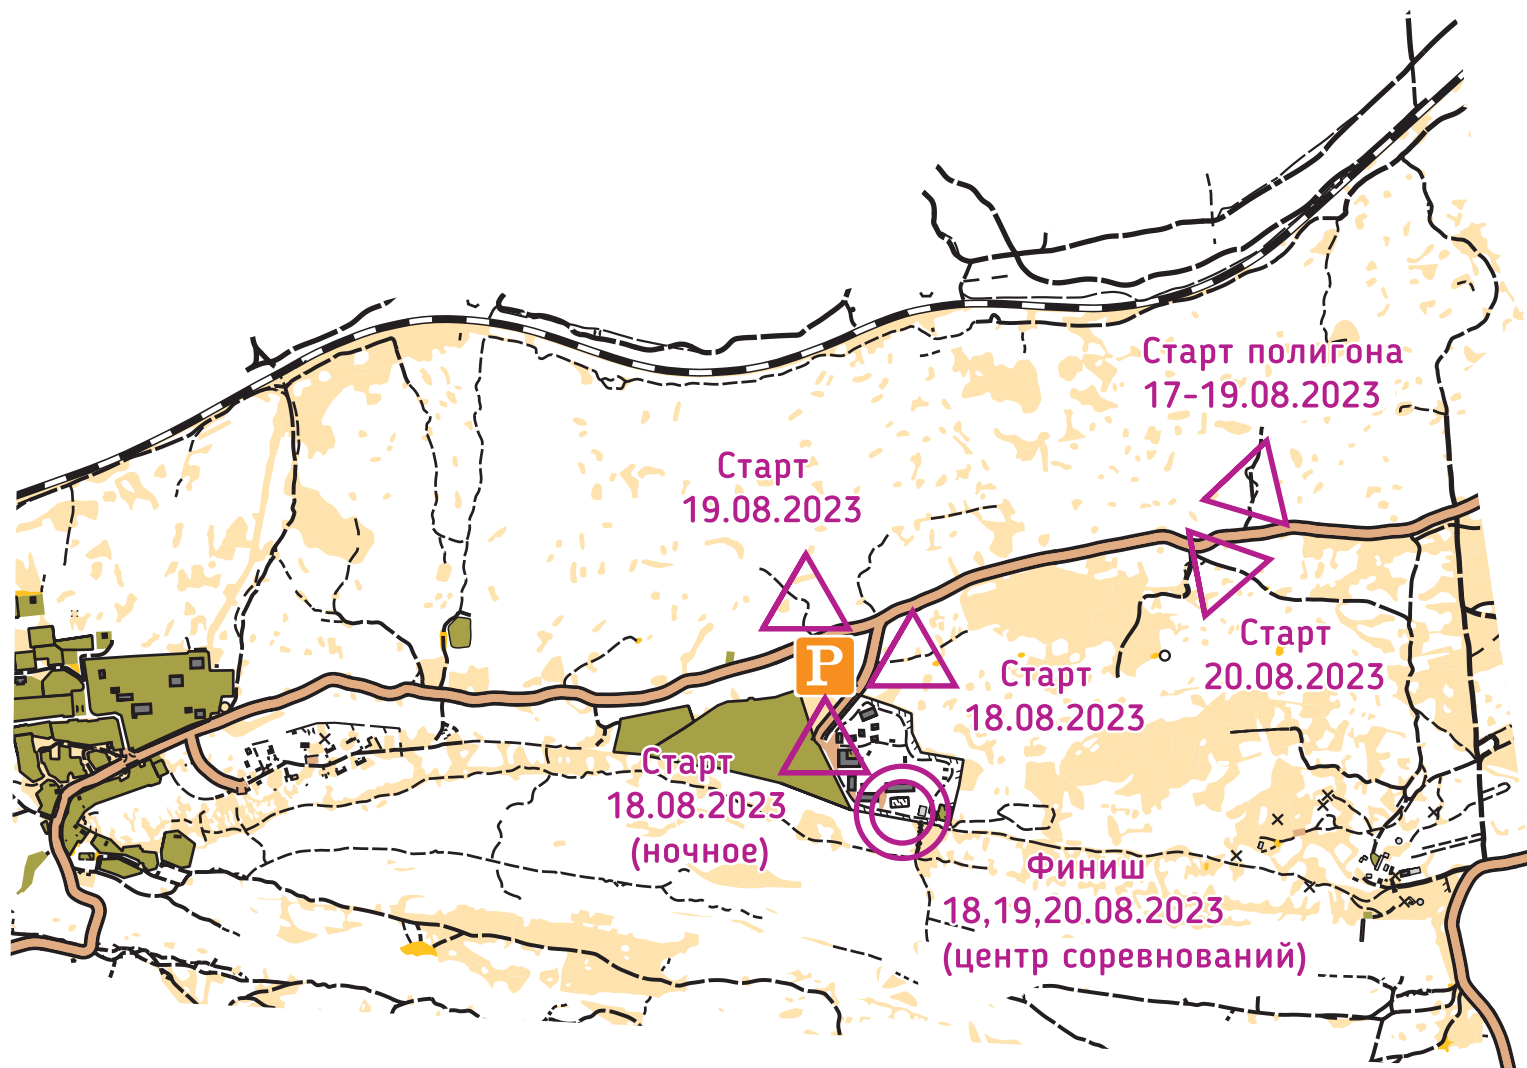 Старт полигона
17-19.08.2023
Старт
19.08.2023
Старт
20.08.2023
P
Старт
18.08.2023
Старт
18.08.2023
(ночное)
Финиш
18,19,20.08.2023
(центр соревнований)